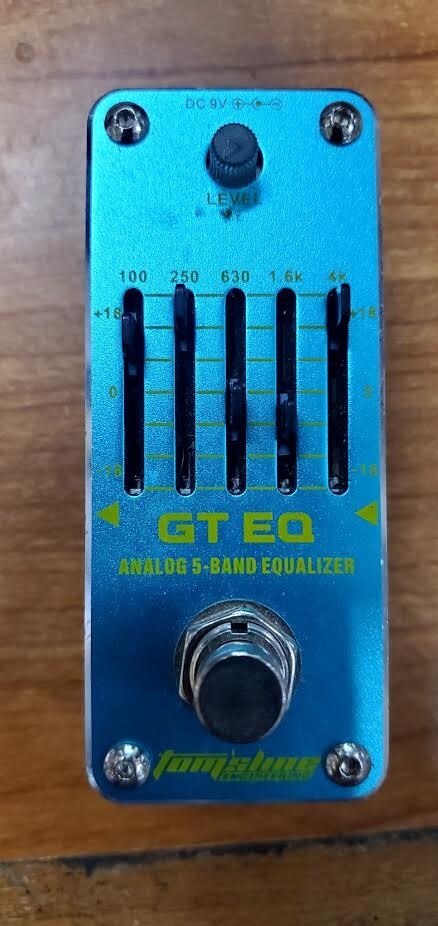 DC 9V
LEVEL
100 250 630 1.6k 4k
+18 +18
0 0
-18 -18
GT EQ
ANALOG 5-BAND EQUALIZER
tomsline
ENGINEERING